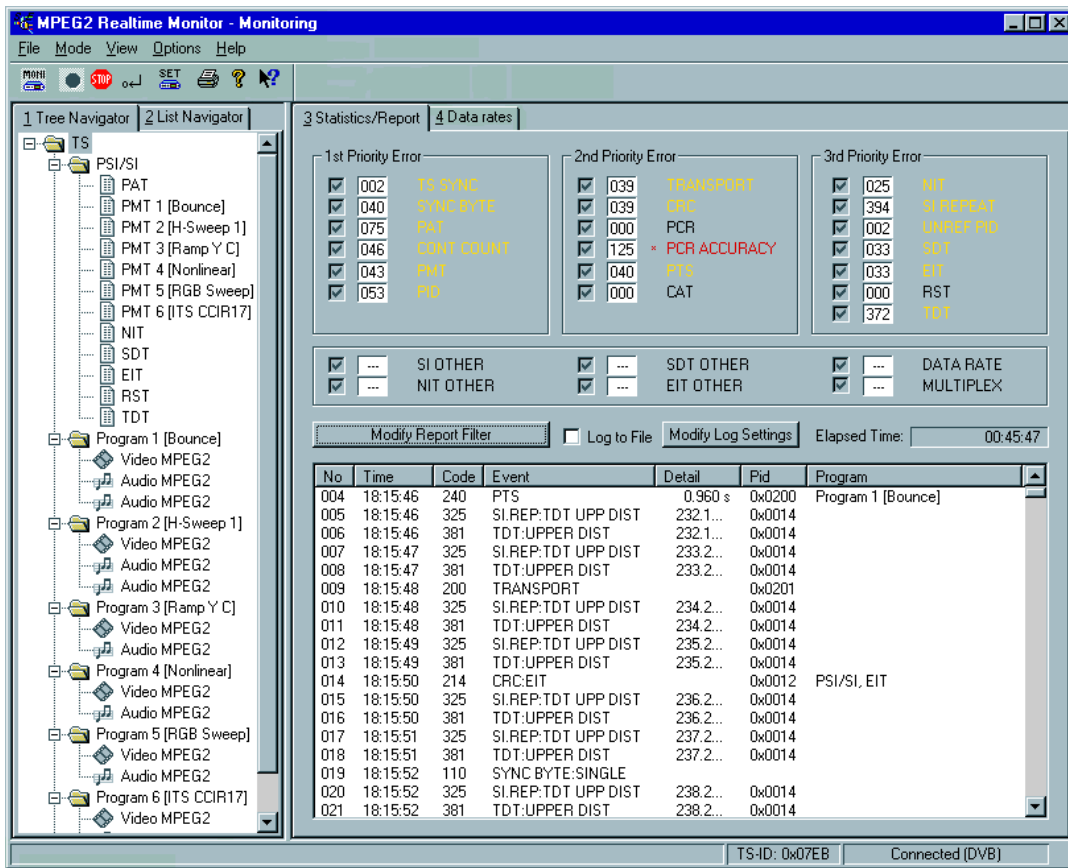 MPEG2 Realtime Monitor - Monitoring
File Mode View Options Help
MONI STOP SET
1 Tree Navigator 2 List Navigator
TS
PSI/SI
PAT
PMT 1 [Bounce]
PMT 2 [H-Sweep 1]
PMT 3 [Ramp Y C]
PMT 4 [Nonlinear]
PMT 5 [RGB Sweep]
PMT 6 [ITS CCIR17]
NIT
SDT
EIT
RST
TDT
Program 1 [Bounce]
Video MPEG2
Audio MPEG2
Audio MPEG2
Program 2 [H-Sweep 1]
Video MPEG2
Audio MPEG2
Audio MPEG2
Program 3 [Ramp Y C]
Video MPEG2
Audio MPEG2
Program 4 [Nonlinear]
Video MPEG2
Audio MPEG2
Program 5 [RGB Sweep]
Video MPEG2
Audio MPEG2
Program 6 [ITS CCIR17]
Video MPEG2
3 Statistics/Report 4 Data rates
1st Priority Error
002 TS SYNC
040 SYNC BYTE
075 PAT
046 CONT COUNT
043 PMT
053 PID
2nd Priority Error
039 TRANSPORT
039 CRC
000 PCR
125 * PCR ACCURACY
040 PTS
000 CAT
3rd Priority Error
025 NIT
394 SI REPEAT
002 UNREF PID
033 SDT
033 EIT
000 RST
372 TDT
--- SI OTHER --- SDT OTHER --- DATA RATE
--- NIT OTHER --- EIT OTHER --- MULTIPLEX
Modify Report Filter Log to File Modify Log Settings Elapsed Time: 00:45:47
No Time Code Event Detail Pid Program
004 18:15:46 240 PTS 0.960 s 0x0200 Program 1 [Bounce]
005 18:15:46 325 SI.REP:TDT UPP DIST 232.1... 0x0014
006 18:15:46 381 TDT:UPPER DIST 232.1... 0x0014
007 18:15:47 325 SI.REP:TDT UPP DIST 233.2... 0x0014
008 18:15:47 381 TDT:UPPER DIST 233.2... 0x0014
009 18:15:48 200 TRANSPORT 0x0201
010 18:15:48 325 SI.REP:TDT UPP DIST 234.2... 0x0014
011 18:15:48 381 TDT:UPPER DIST 234.2... 0x0014
012 18:15:49 325 SI.REP:TDT UPP DIST 235.2... 0x0014
013 18:15:49 381 TDT:UPPER DIST 235.2... 0x0014
014 18:15:50 214 CRC:EIT 0x0012 PSI/SI, EIT
015 18:15:50 325 SI.REP:TDT UPP DIST 236.2... 0x0014
016 18:15:50 381 TDT:UPPER DIST 236.2... 0x0014
017 18:15:51 325 SI.REP:TDT UPP DIST 237.2... 0x0014
018 18:15:51 381 TDT:UPPER DIST 237.2... 0x0014
019 18:15:52 110 SYNC BYTE:SINGLE
020 18:15:52 325 SI.REP:TDT UPP DIST 238.2... 0x0014
021 18:15:52 381 TDT:UPPER DIST 238.2... 0x0014
TS-ID: 0x07EB Connected (DVB)